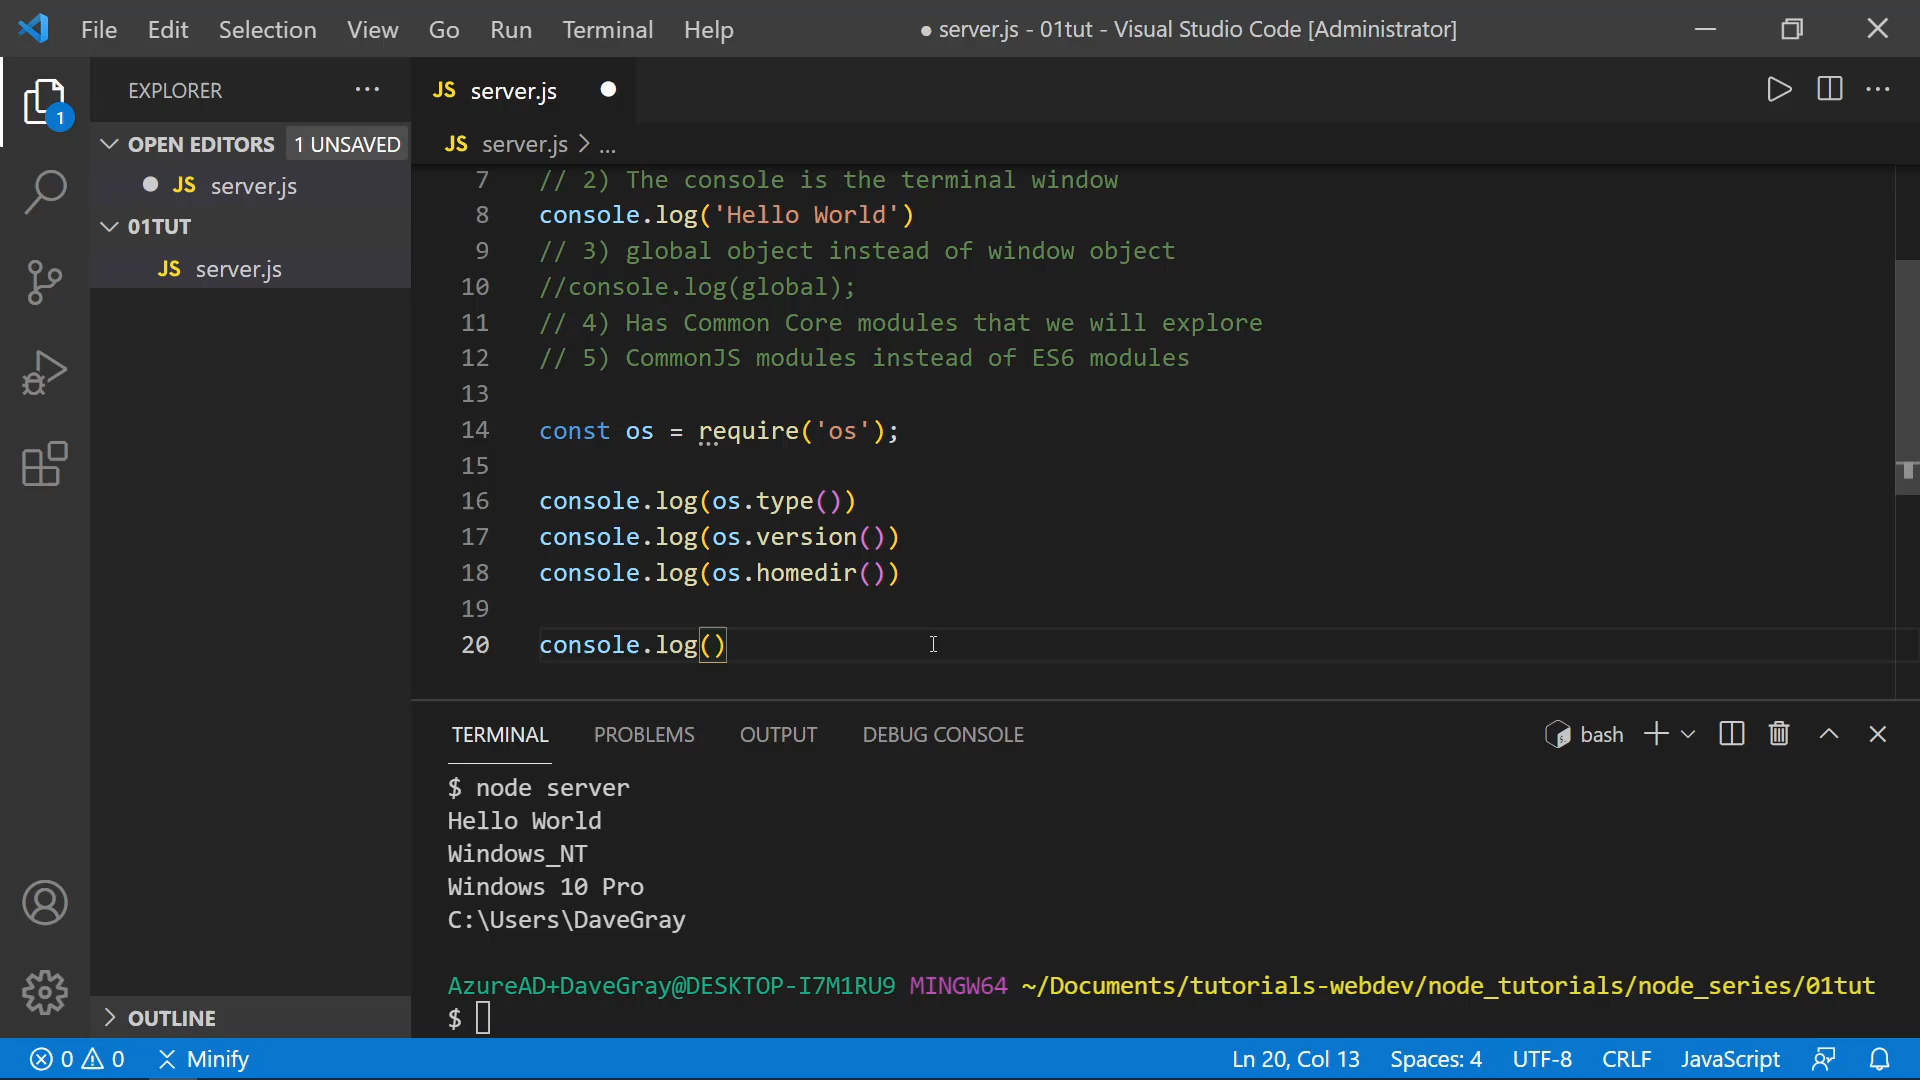 File Edit Selection View Go Run Terminal Help
● server.js - 01tut - Visual Studio Code [Administrator]
1
EXPLORER ...
OPEN EDITORS 1 UNSAVED
● JS server.js
01TUT
JS server.js
OUTLINE
JS server.js ●
JS server.js > ...
7 // 2) The console is the terminal window
8 console.log('Hello World')
9 // 3) global object instead of window object
10 //console.log(global);
11 // 4) Has Common Core modules that we will explore
12 // 5) CommonJS modules instead of ES6 modules
13
14 const os = require('os');
15
16 console.log(os.type())
17 console.log(os.version())
18 console.log(os.homedir())
19
20 console.log()
TERMINAL PROBLEMS OUTPUT DEBUG CONSOLE
bash
$ node server
Hello World
Windows_NT
Windows 10 Pro
C:\Users\DaveGray
AzureAD+DaveGray@DESKTOP-I7M1RU9 MINGW64 ~/Documents/tutorials-webdev/node_tutorials/node_series/01tut
$
0 0 Minify
Ln 20, Col 13 Spaces: 4 UTF-8 CRLF JavaScript